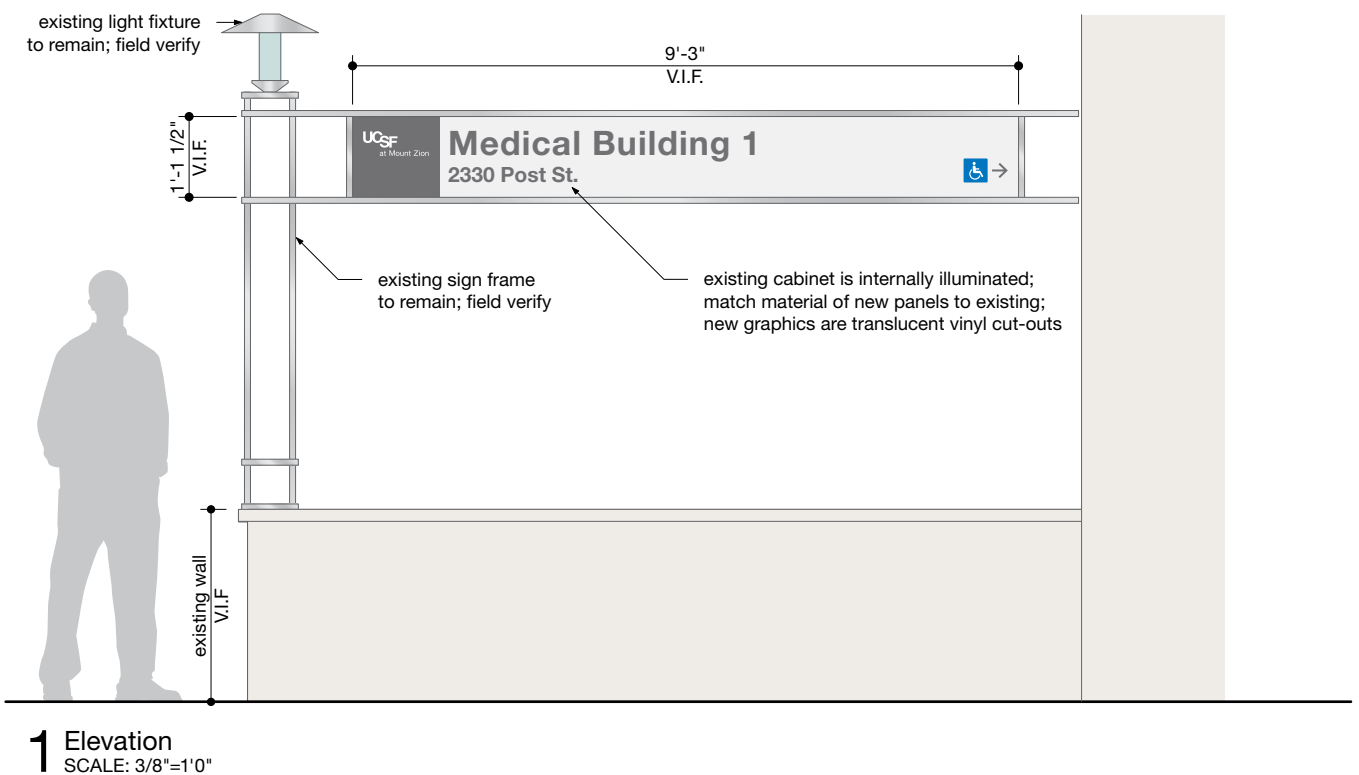 existing light fixture
to remain; field verify
9'-3"
V.I.F.
1'-1 1/2"
V.I.F.
UCSF
at Mount Zion
Medical Building 1
2330 Post St.
existing sign frame
to remain; field verify
existing cabinet is internally illuminated;
match material of new panels to existing;
new graphics are translucent vinyl cut-outs
existing wall
V.I.F
1 Elevation
SCALE: 3/8"=1'0"